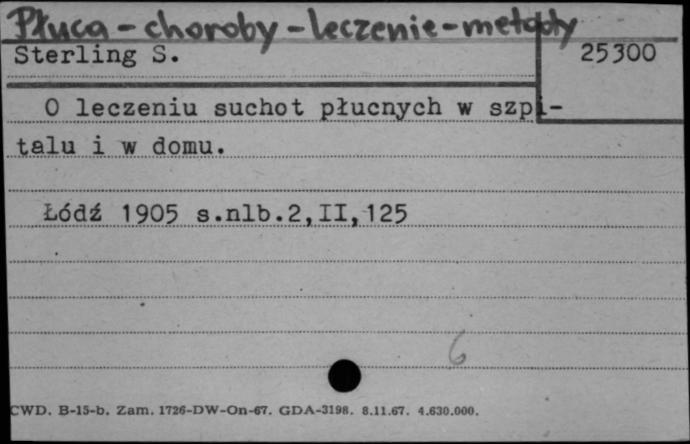 Płuca - choroby - leczenie - metody
Sterling S.
25300
O leczeniu suchot płucnych w szpi-
talu i w domu.
Łódź 1905 s.nlb.2,II,125
6
CWD. B-15-b. Zam. 1726-DW-On-67. GDA-3198. 8.11.67. 4.630.000.